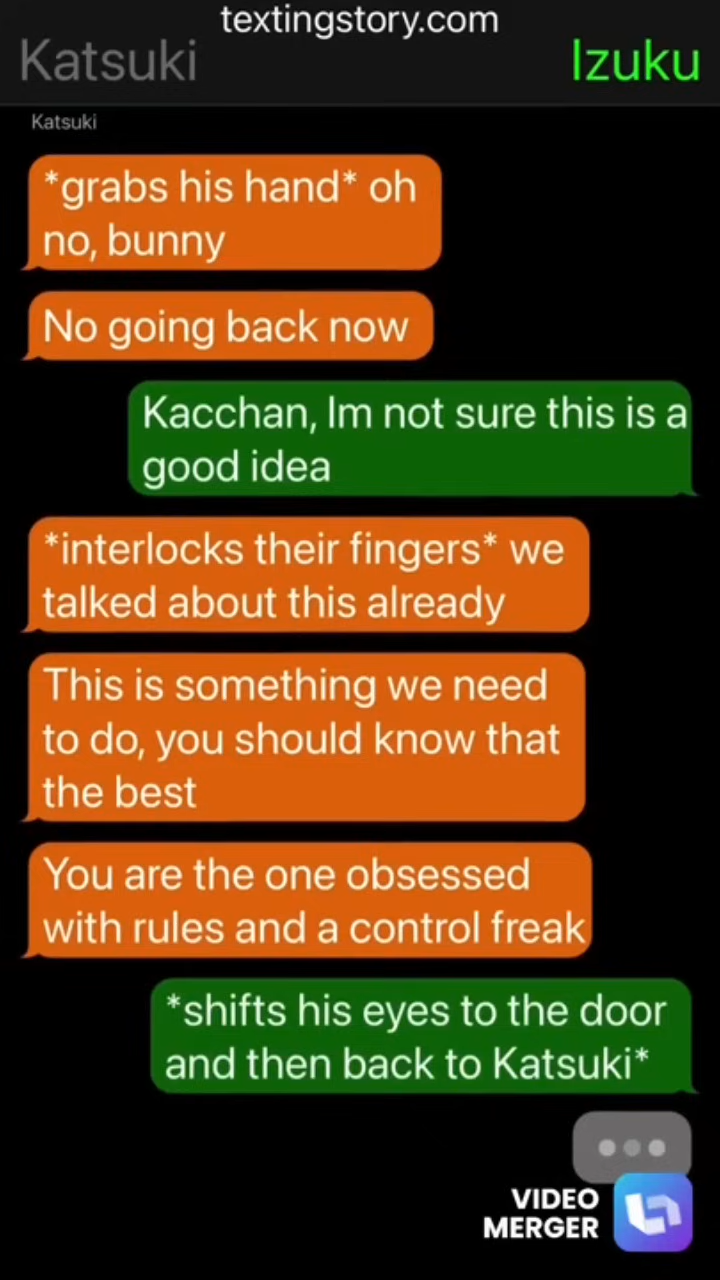 textingstory.com
Katsuki
Izuku
Katsuki
*grabs his hand* oh
no, bunny
No going back now
Kacchan, Im not sure this is a
good idea
*interlocks their fingers* we
talked about this already
This is something we need
to do, you should know that
the best
You are the one obsessed
with rules and a control freak
*shifts his eyes to the door
and then back to Katsuki*
VIDEO
MERGER